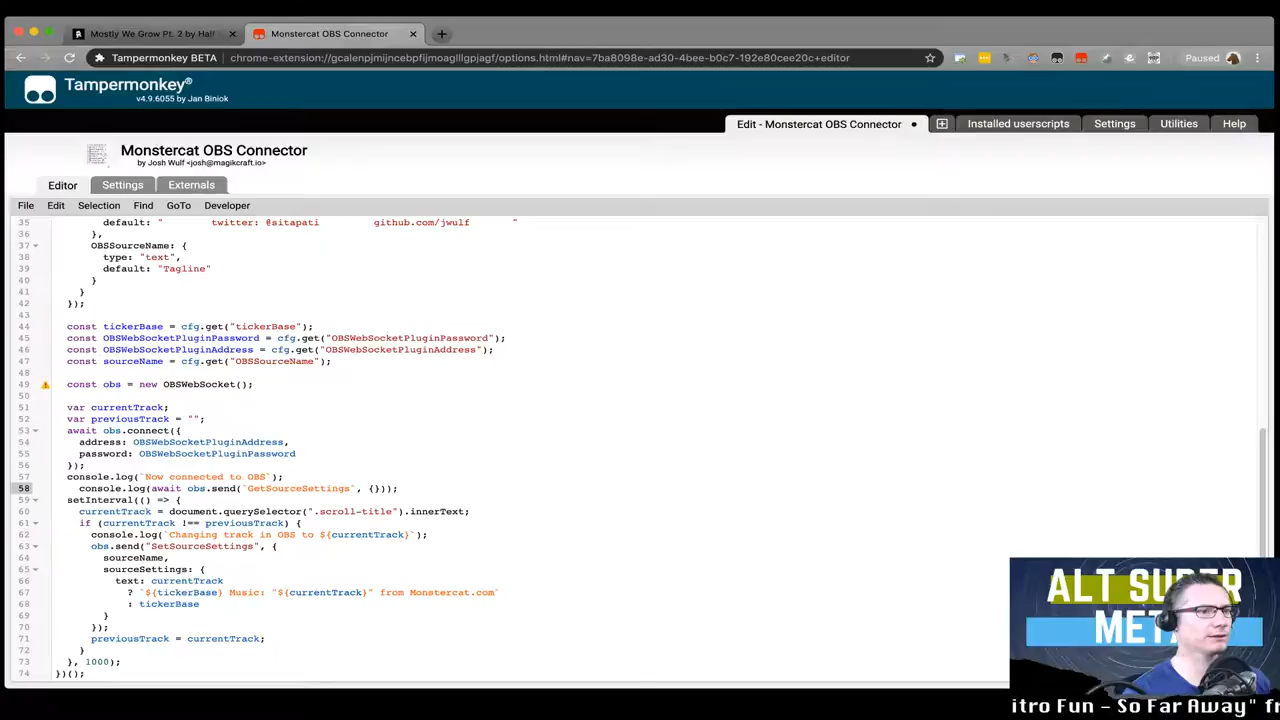 Mostly We Grow Pt. 2 by Half
Monstercat OBS Connector
Tampermonkey BETA
chrome-extension://gcalenpjmijncebpfijmoaglllgpjagf/options.html#nav=7ba8098e-ad30-4bee-b0c7-192e80cee20c+editor
Paused
Tampermonkey®
v4.9.6055 by Jan Biniok
Edit - Monstercat OBS Connector
Installed userscripts
Settings
Utilities
Help
Monstercat OBS Connector
by Josh Wulf <josh@magikcraft.io>
Editor
Settings
Externals
File Edit Selection Find GoTo Developer
35 default: " twitter: @sitapati github.com/jwulf "
36 },
37 OBSSourceName: {
38 type: "text",
39 default: "Tagline"
40 }
41 }
42 });
43
44 const tickerBase = cfg.get("tickerBase");
45 const OBSWebSocketPluginPassword = cfg.get("OBSWebSocketPluginPassword");
46 const OBSWebSocketPluginAddress = cfg.get("OBSWebSocketPluginAddress");
47 const sourceName = cfg.get("OBSSourceName");
48
49 const obs = new OBSWebSocket();
50
51 var currentTrack;
52 var previousTrack = "";
53 await obs.connect({
54 address: OBSWebSocketPluginAddress,
55 password: OBSWebSocketPluginPassword
56 });
57 console.log(`Now connected to OBS`);
58 console.log(await obs.send(`GetSourceSettings`, {}));
59 setInterval(() => {
60 currentTrack = document.querySelector(".scroll-title").innerText;
61 if (currentTrack !== previousTrack) {
62 console.log(`Changing track in OBS to ${currentTrack}`);
63 obs.send("SetSourceSettings", {
64 sourceName,
65 sourceSettings: {
66 text: currentTrack
67 ? `${tickerBase} Music: "${currentTrack}" from Monstercat.com`
68 : tickerBase
69 }
70 });
71 previousTrack = currentTrack;
72 }
73 }, 1000);
74 })();
ALT SUPER
META
itro Fun - So Far Away" f